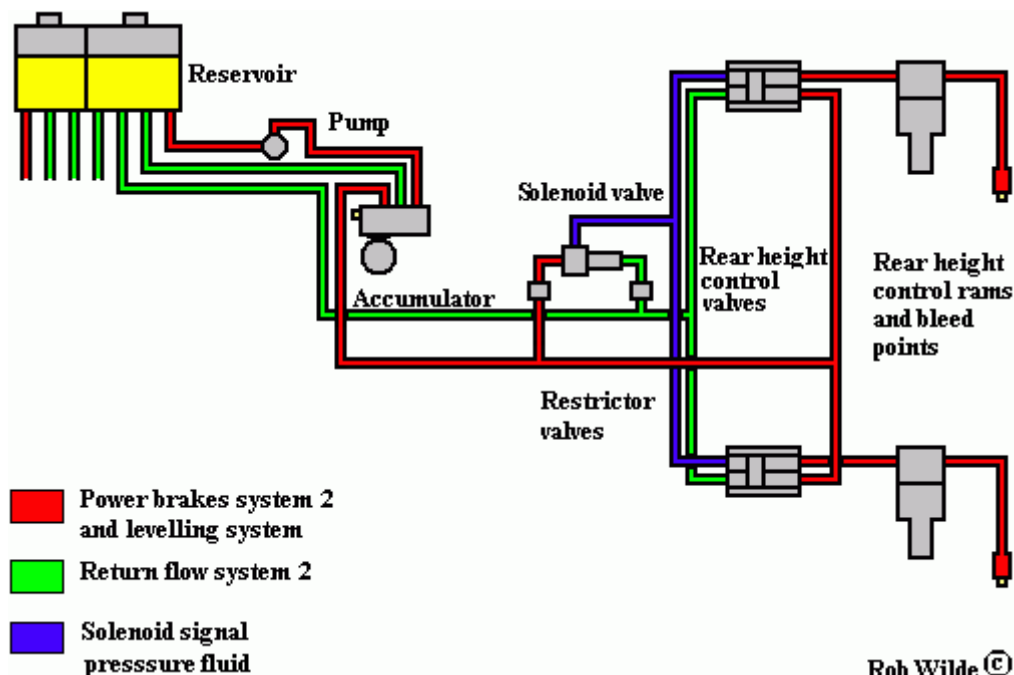 Reservoir
Pump
Solenoid valve
Accumulator
Rear height
control
valves
Rear height
control rams
and bleed
points
Restrictor
valves
Power brakes system 2
and levelling system
Return flow system 2
Solenoid signal
presssure fluid
Rob Wilde ©